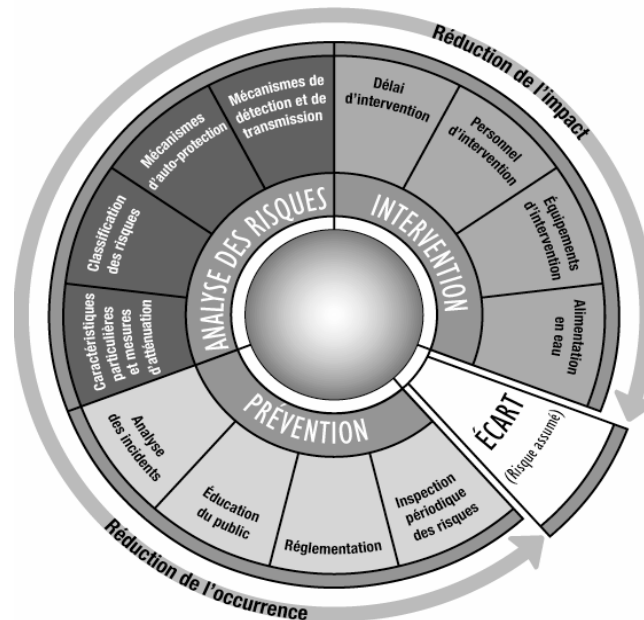 Réduction de l'impact
Mécanismes de
détection et de
transmission
Délai
d'intervention
Mécanismes
d'auto-protection
Personnel
d'intervention
Classification
des risques
Équipements
d'intervention
Caractéristiques
particulières
et mesures
d'atténuation
Alimentation
en eau
ANALYSE DES RISQUES
INTERVENTION
PRÉVENTION
ÉCART
(Risque assumé)
Analyse
des incidents
Éducation
du public
Réglementation
Inspection
périodique
des risques
Réduction de l'occurrence